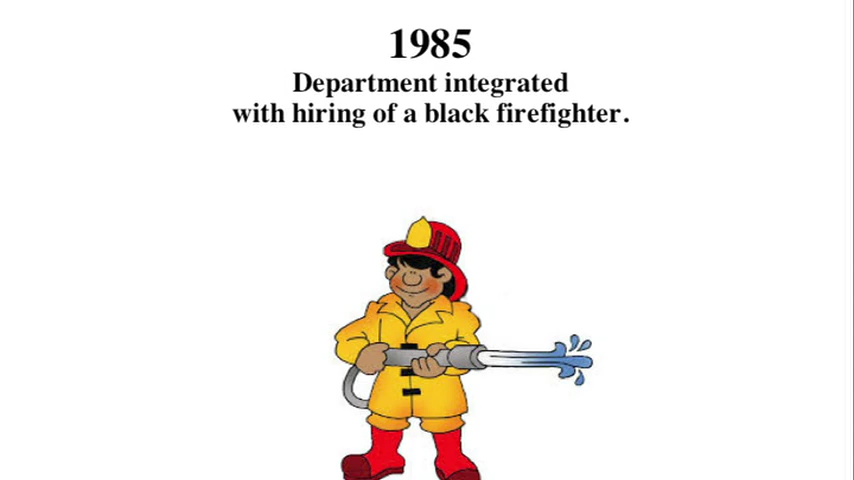 1985
Department integrated
with hiring of a black firefighter.